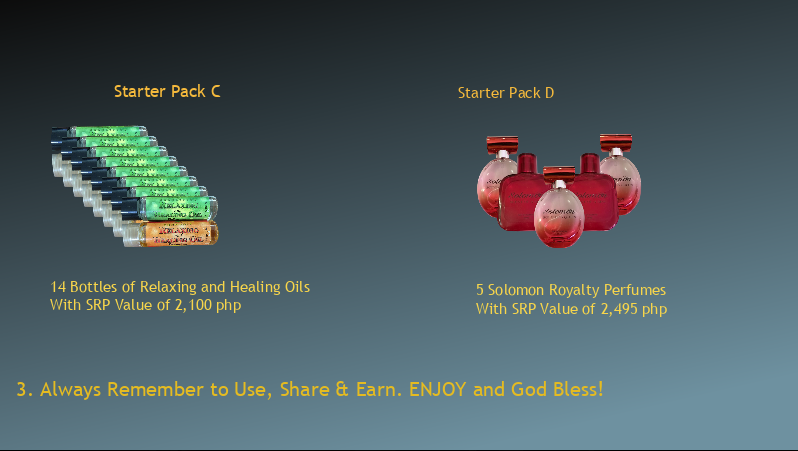 Starter Pack C
Starter Pack D
14 Bottles of Relaxing and Healing Oils
With SRP Value of 2,100 php
5 Solomon Royalty Perfumes
With SRP Value of 2,495 php
3. Always Remember to Use, Share & Earn. ENJOY and God Bless!